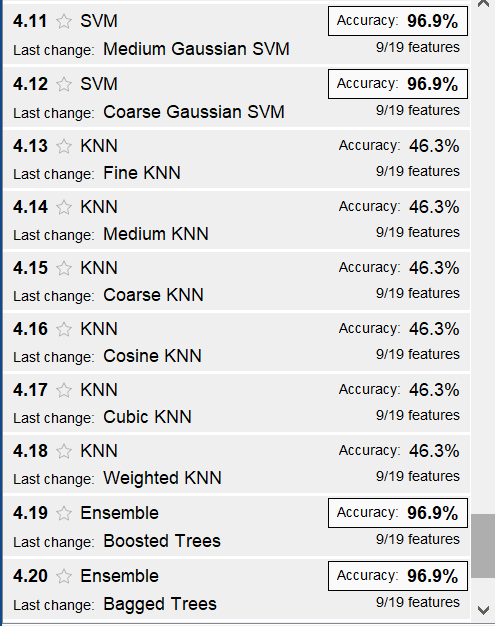 4.11 SVM Accuracy: 96.9%
Last change: Medium Gaussian SVM 9/19 features
4.12 SVM Accuracy: 96.9%
Last change: Coarse Gaussian SVM 9/19 features
4.13 KNN Accuracy: 46.3%
Last change: Fine KNN 9/19 features
4.14 KNN Accuracy: 46.3%
Last change: Medium KNN 9/19 features
4.15 KNN Accuracy: 46.3%
Last change: Coarse KNN 9/19 features
4.16 KNN Accuracy: 46.3%
Last change: Cosine KNN 9/19 features
4.17 KNN Accuracy: 46.3%
Last change: Cubic KNN 9/19 features
4.18 KNN Accuracy: 46.3%
Last change: Weighted KNN 9/19 features
4.19 Ensemble Accuracy: 96.9%
Last change: Boosted Trees 9/19 features
4.20 Ensemble Accuracy: 96.9%
Last change: Bagged Trees 9/19 features